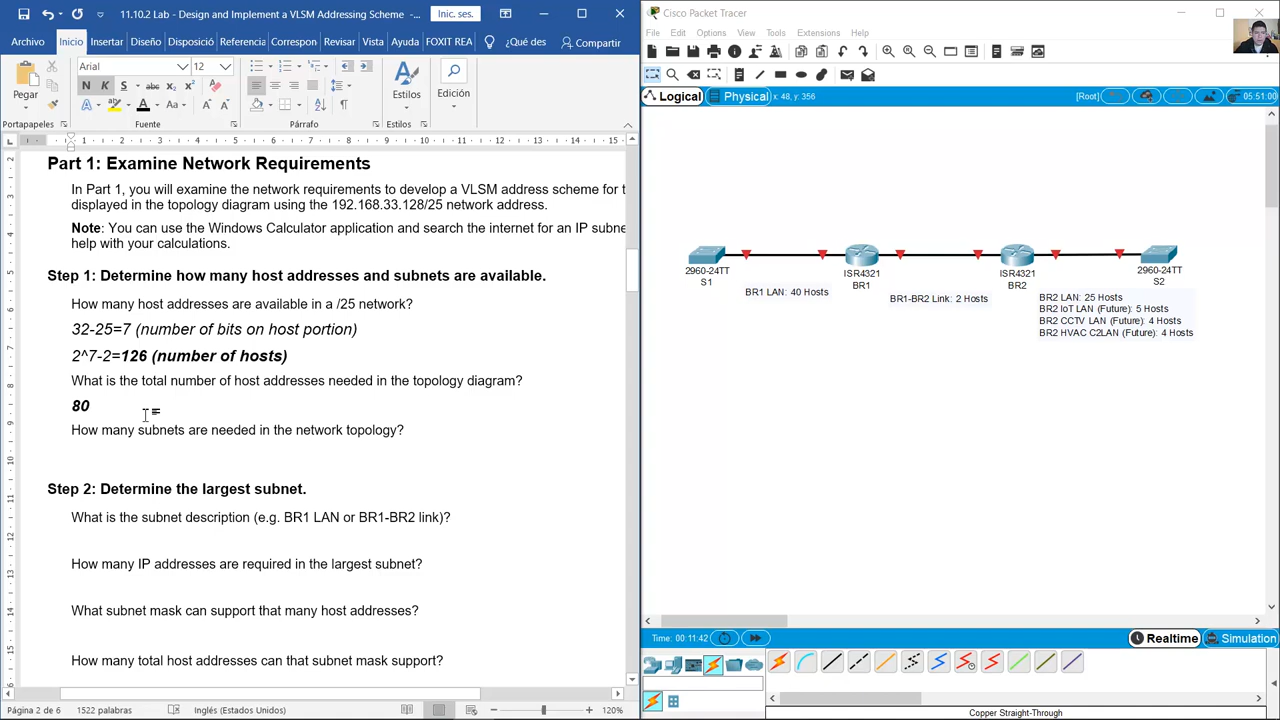 11.10.2 Lab - Design and Implement a VLSM Addressing Scheme - ...
Inic. ses.
Archivo
Inicio
Insertar
Disposició
Referencia
Correspon
Revisar
Vista
Ayuda
FOXIT REA
¿Qué des
Compartir
Pegar
Arial
12
Estilos
Edición
Portapapeles
Fuente
Párrafo
Estilos
Part 1: Examine Network Requirements
In Part 1, you will examine the network requirements to develop a VLSM address scheme for t
displayed in the topology diagram using the 192.168.33.128/25 network address.
Note: You can use the Windows Calculator application and search the internet for an IP subne
help with your calculations.
Step 1: Determine how many host addresses and subnets are available.
How many host addresses are available in a /25 network?
32-25=7 (number of bits on host portion)
2^7-2=126 (number of hosts)
What is the total number of host addresses needed in the topology diagram?
80
How many subnets are needed in the network topology?
Step 2: Determine the largest subnet.
What is the subnet description (e.g. BR1 LAN or BR1-BR2 link)?
How many IP addresses are required in the largest subnet?
What subnet mask can support that many host addresses?
How many total host addresses can that subnet mask support?
Página 2 de 6
1522 palabras
Inglés (Estados Unidos)
120%
Cisco Packet Tracer
File Edit Options View Tools Extensions Help
Logical
Physical
x: 48, y: 356
[Root]
05:51:00
2960-24TT
S1
BR1 LAN: 40 Hosts
ISR4321
BR1
BR1-BR2 Link: 2 Hosts
ISR4321
BR2
2960-24TT
S2
BR2 LAN: 25 Hosts
BR2 IoT LAN (Future): 5 Hosts
BR2 CCTV LAN (Future): 4 Hosts
BR2 HVAC C2LAN (Future): 4 Hosts
Time: 00:11:42
Realtime
Simulation
Copper Straight-Through